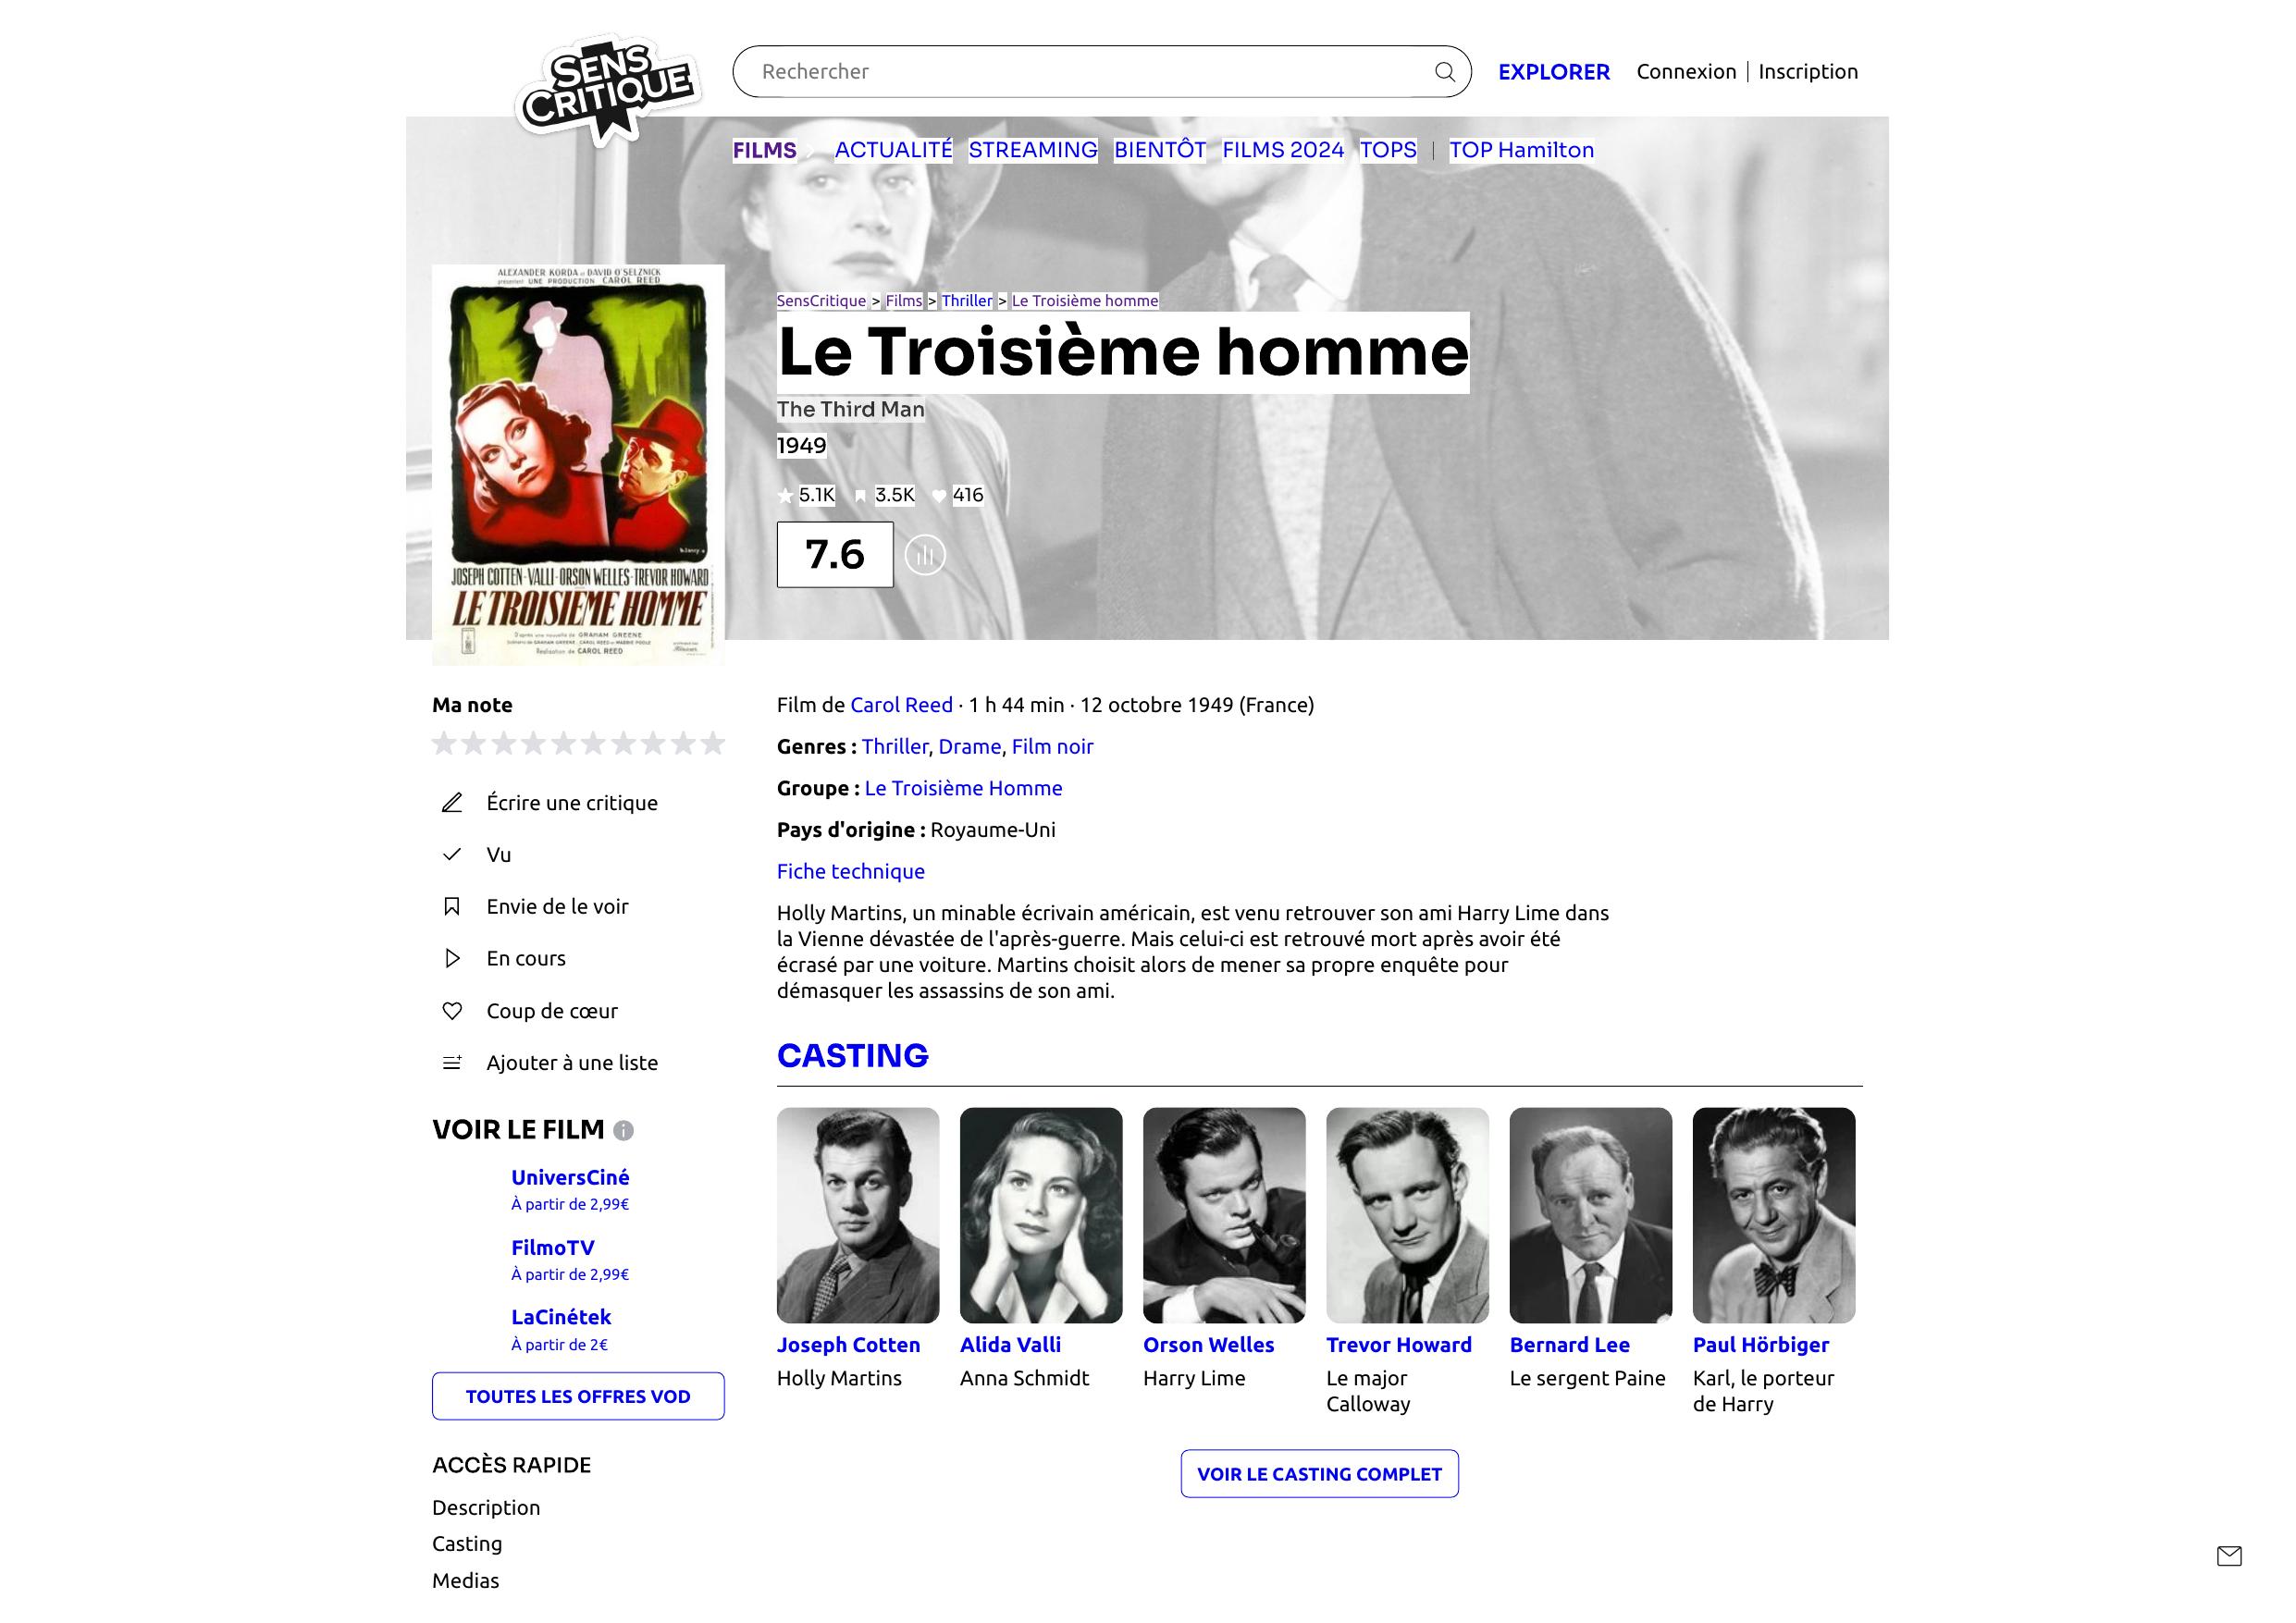 SENS
CRITIQUE
Rechercher
EXPLORER
Connexion
Inscription
FILMS
ACTUALITÉ
STREAMING
BIENTÔT
FILMS 2024
TOPS
TOP Hamilton
ALEXANDER KORDA et DAVID O'SELZNICK
présentent UNE PRODUCTION CAROL REED
JOSEPH COTTEN-VALLI-ORSON WELLES-TREVOR HOWARD
LE TROISIÈME HOMME
D'après une nouvelle de GRAHAM GREENE
Réalisation de CAROL REED
SensCritique > Films > Thriller > Le Troisième homme
Le Troisième homme
The Third Man
1949
5.1K 3.5K 416
7.6
Ma note
Écrire une critique
Vu
Envie de le voir
En cours
Coup de cœur
Ajouter à une liste
VOIR LE FILM
UniversCiné
À partir de 2,99€
FilmoTV
À partir de 2,99€
LaCinétek
À partir de 2€
TOUTES LES OFFRES VOD
ACCÈS RAPIDE
Description
Casting
Medias
Film de Carol Reed · 1 h 44 min · 12 octobre 1949 (France)
Genres : Thriller, Drame, Film noir
Groupe : Le Troisième Homme
Pays d'origine : Royaume-Uni
Fiche technique
Holly Martins, un minable écrivain américain, est venu retrouver son ami Harry Lime dans
la Vienne dévastée de l'après-guerre. Mais celui-ci est retrouvé mort après avoir été
écrasé par une voiture. Martins choisit alors de mener sa propre enquête pour
démasquer les assassins de son ami.
CASTING
Joseph Cotten
Holly Martins
Alida Valli
Anna Schmidt
Orson Welles
Harry Lime
Trevor Howard
Le major
Calloway
Bernard Lee
Le sergent Paine
Paul Hörbiger
Karl, le porteur
de Harry
VOIR LE CASTING COMPLET